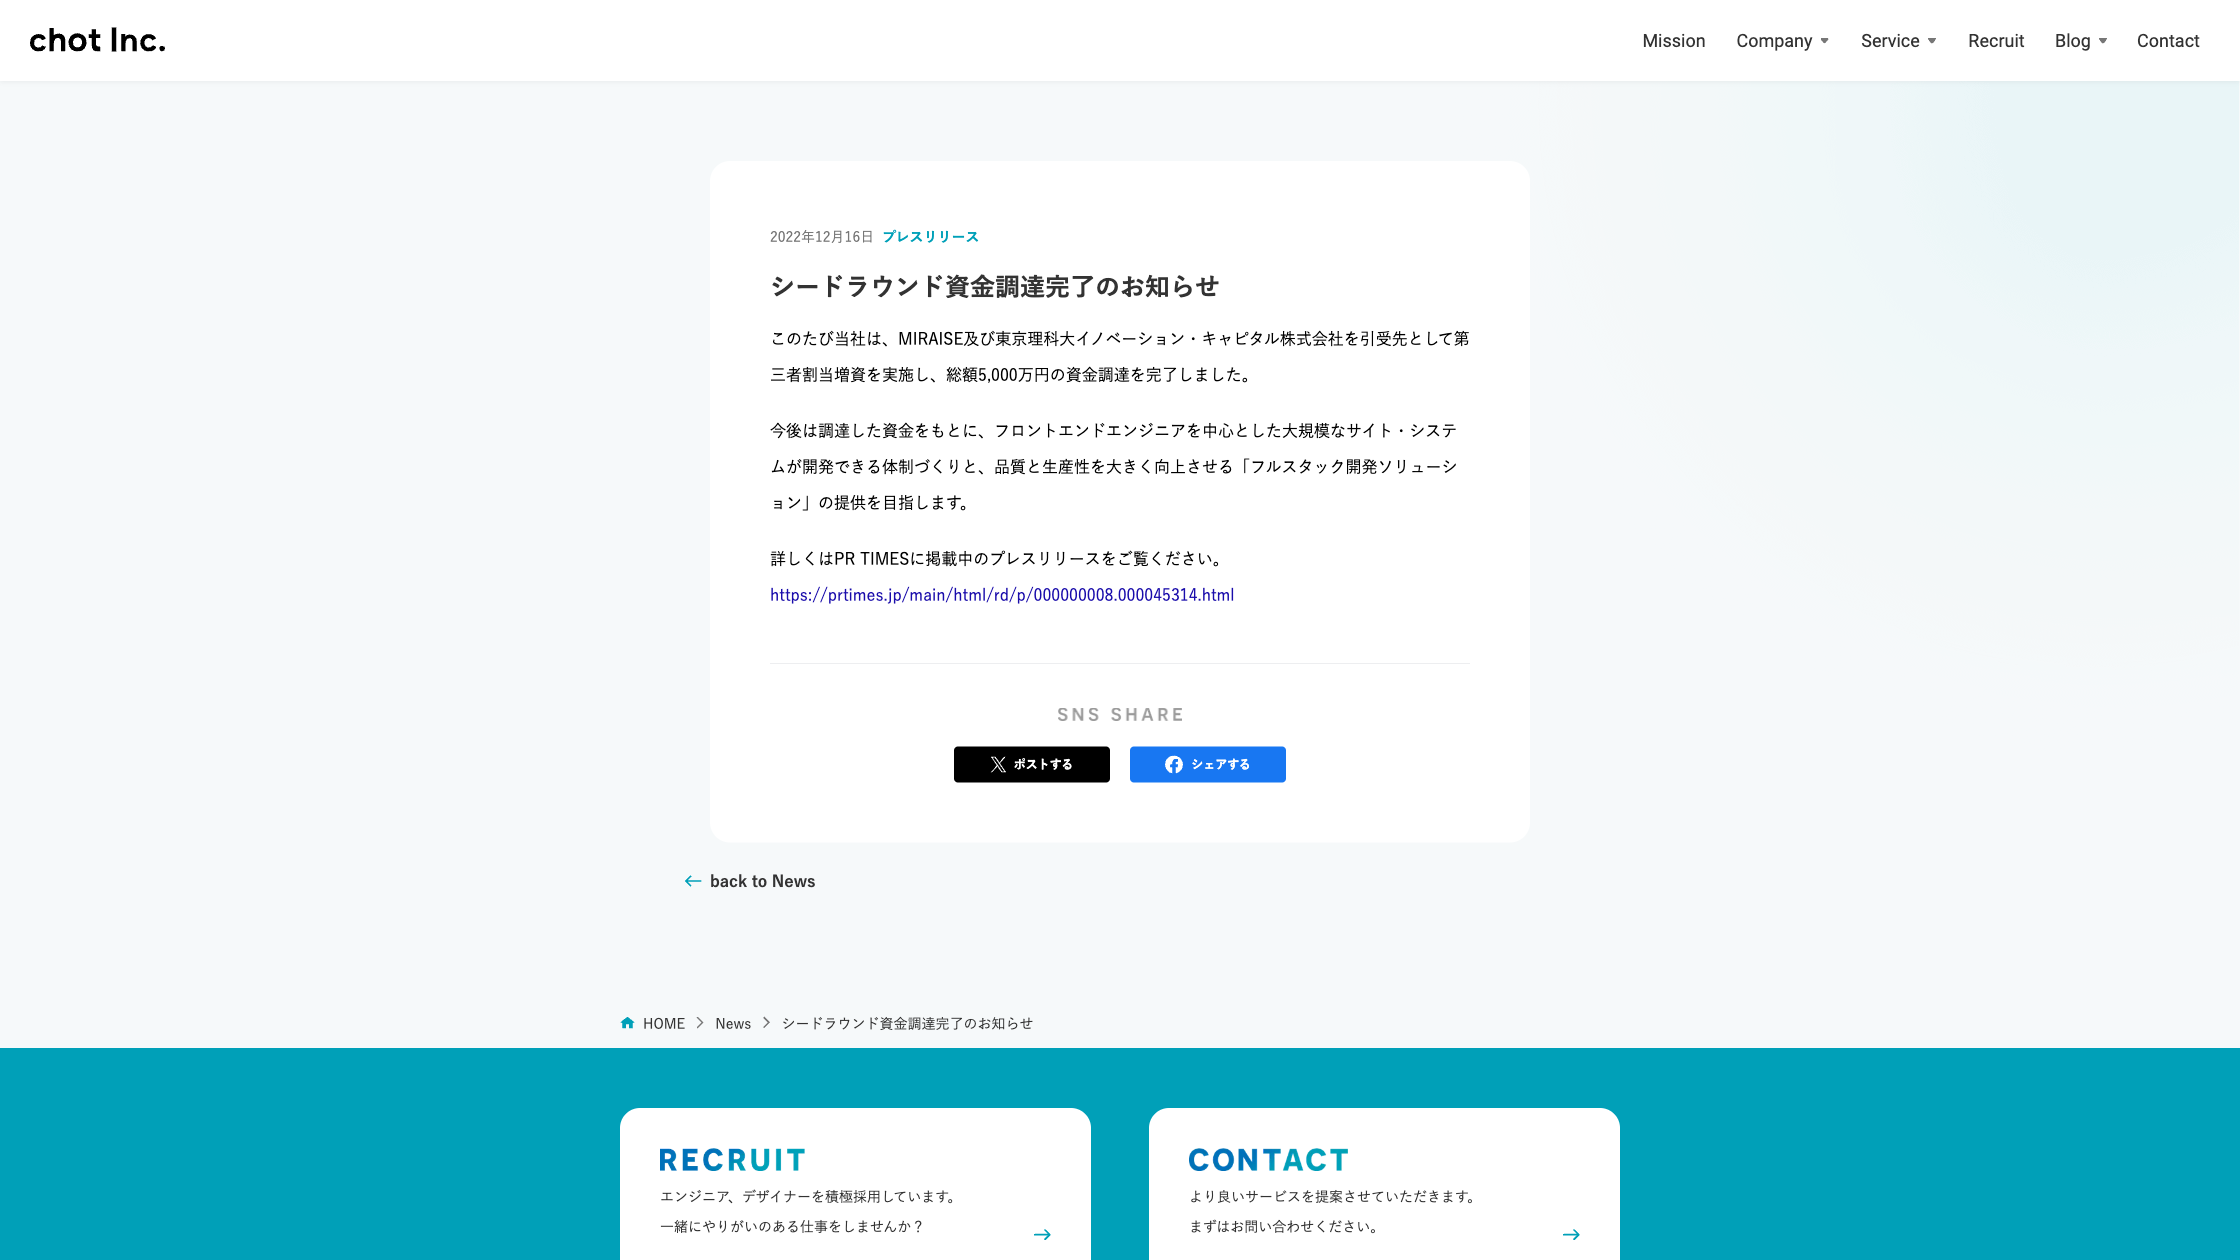 chot Inc.
Mission
Company
Service
Recruit
Blog
Contact
2022年12月16日 プレスリリース
シードラウンド資金調達完了のお知らせ
このたび当社は、MIRAISE及び東京理科大イノベーション・キャピタル株式会社を引受先として第
三者割当増資を実施し、総額5,000万円の資金調達を完了しました。
今後は調達した資金をもとに、フロントエンドエンジニアを中心とした大規模なサイト・システ
ムが開発できる体制づくりと、品質と生産性を大きく向上させる「フルスタック開発ソリューシ
ョン」の提供を目指します。
詳しくはPR TIMESに掲載中のプレスリリースをご覧ください。
https://prtimes.jp/main/html/rd/p/000000008.000045314.html
SNS SHARE
ポストする
シェアする
back to News
HOME
News
シードラウンド資金調達完了のお知らせ
RECRUIT
エンジニア、デザイナーを積極採用しています。
一緒にやりがいのある仕事をしませんか？
CONTACT
より良いサービスを提案させていただきます。
まずはお問い合わせください。